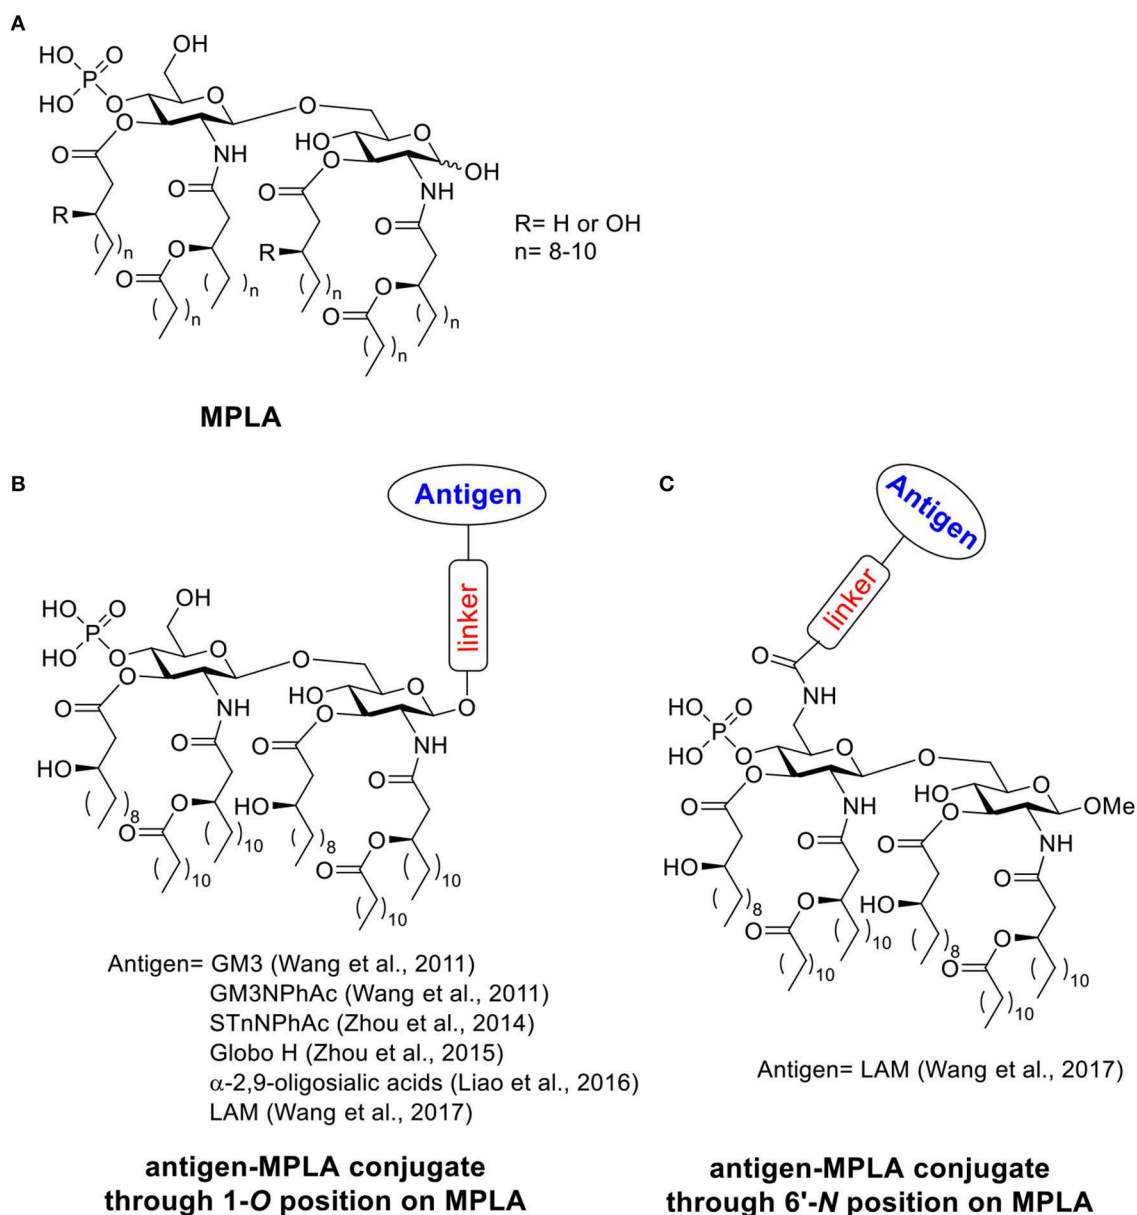 A
HO
O
OH
P
HO
O
O
O
O
O
NH
HO
O
O
OH
O
R
O
O
NH
O
R
O
R= H or OH
n= 8-10
n
O
n
n
n
O
O
n
n
MPLA
B
Antigen
linker
HO
O
OH
P
HO
O
O
O
O
O
NH
HO
O
O
O
HO
O
O
NH
8
O
O
HO
O
10
8
O
O
10
10
10
Antigen= GM3 (Wang et al., 2011)
GM3NPhAc (Wang et al., 2011)
STnNPhAc (Zhou et al., 2014)
Globo H (Zhou et al., 2015)
α-2,9-oligosialic acids (Liao et al., 2016)
LAM (Wang et al., 2017)
antigen-MPLA conjugate
through 1-O position on MPLA
C
Antigen
linker
O
NH
HO
O
P
HO
O
O
O
O
O
NH
HO
O
O
OMe
HO
O
O
NH
8
O
O
HO
O
10
8
O
O
10
10
10
Antigen= LAM (Wang et al., 2017)
antigen-MPLA conjugate
through 6'-N position on MPLA